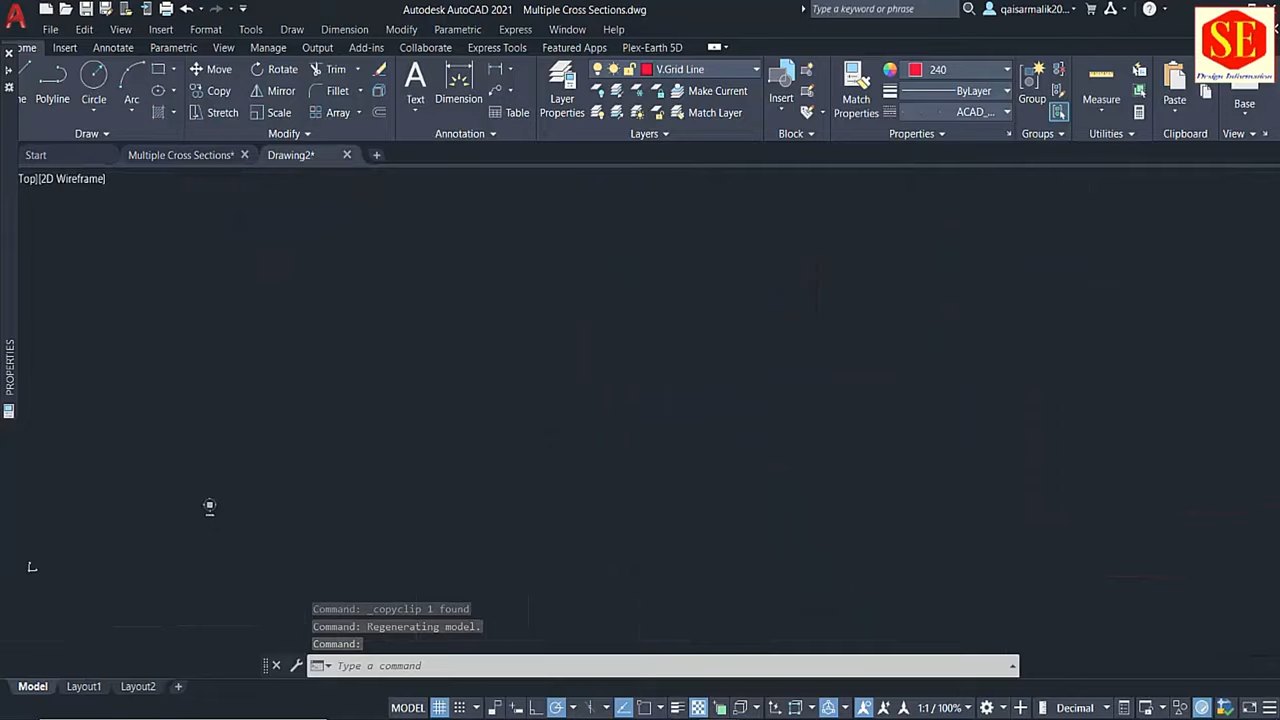 Autodesk AutoCAD 2021 Multiple Cross Sections.dwg
Type a keyword or phrase
qaisarmalik20...
File Edit View Insert Format Tools Draw Dimension Modify Parametric Express Window Help
ome Insert Annotate Parametric View Manage Output Add-ins Collaborate Express Tools Featured Apps Plex-Earth 5D
SE
Design Information
Polyline Circle Arc
Move Rotate Trim
Copy Mirror Fillet
Stretch Scale Array
Text Dimension Table
Layer Properties
V.Grid Line
Make Current
Match Layer
Insert
Match Properties
240
ByLayer
ACAD_...
Group
Measure
Paste
Base
Draw Modify Annotation Layers Block Properties Groups Utilities Clipboard View
Start Multiple Cross Sections* Drawing2*
Top][2D Wireframe]
PROPERTIES
Command: _copyclip 1 found
Command: Regenerating model.
Command:
Type a command
Model Layout1 Layout2
MODEL 1:1 / 100% Decimal